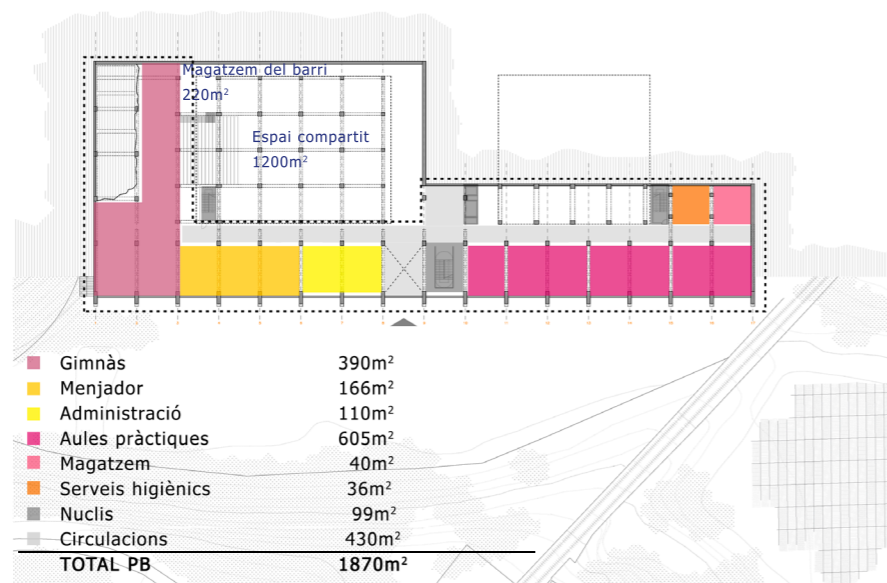 Magatzem del barri
220m²
Espai compartit
1200m²
Gimnàs 390m²
Menjador 166m²
Administració 110m²
Aules pràctiques 605m²
Magatzem 40m²
Serveis higiènics 36m²
Nuclis 99m²
Circulacions 430m²
TOTAL PB 1870m²